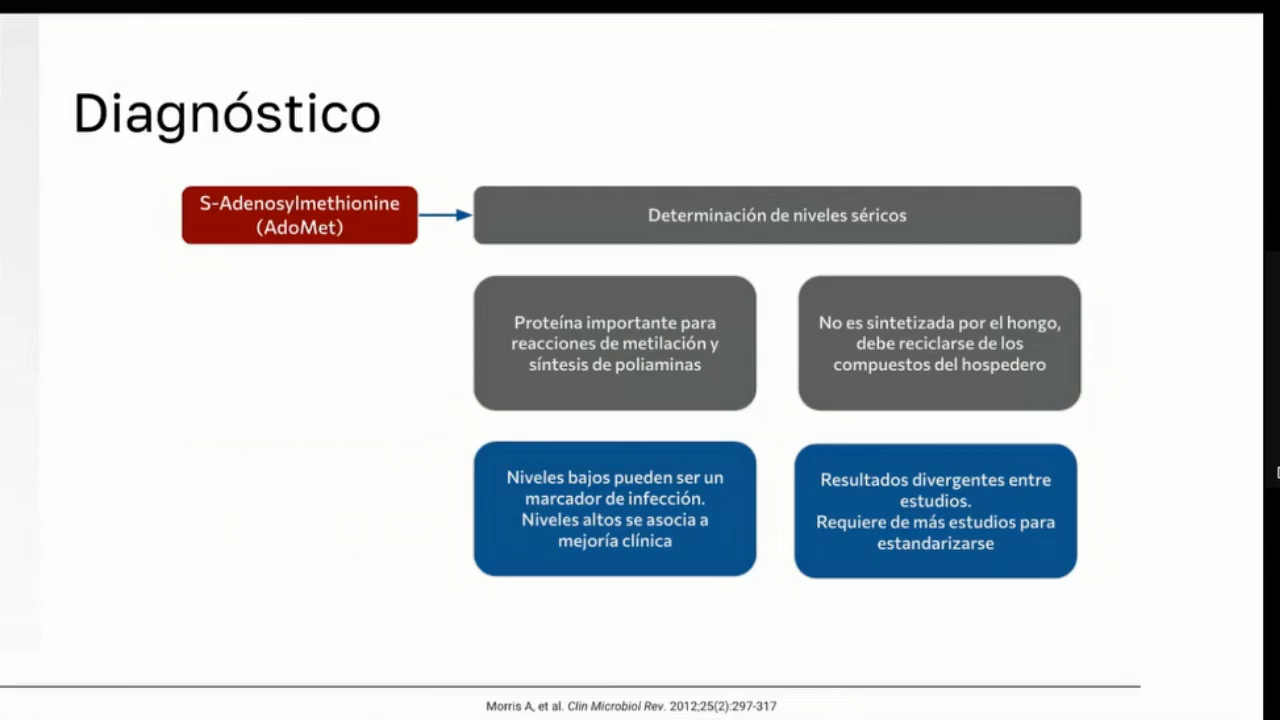 Diagnóstico
S-Adenosylmethionine
(AdoMet)
Determinación de niveles séricos
Proteína importante para
reacciones de metilación y
síntesis de poliaminas
No es sintetizada por el hongo,
debe reciclarse de los
compuestos del hospedero
Niveles bajos pueden ser un
marcador de infección.
Niveles altos se asocia a
mejoría clínica
Resultados divergentes entre
estudios.
Requiere de más estudios para
estandarizarse
Morris A, et al. Clin Microbiol Rev. 2012;25(2):297-317